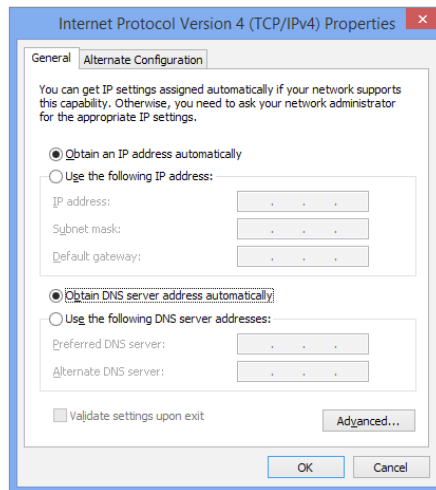 Internet Protocol Version 4 (TCP/IPv4) Properties
General
Alternate Configuration
You can get IP settings assigned automatically if your network supports
this capability. Otherwise, you need to ask your network administrator
for the appropriate IP settings.
Obtain an IP address automatically
Use the following IP address:
IP address:
Subnet mask:
Default gateway:
Obtain DNS server address automatically
Use the following DNS server addresses:
Preferred DNS server:
Alternate DNS server:
Validate settings upon exit
Advanced...
OK
Cancel